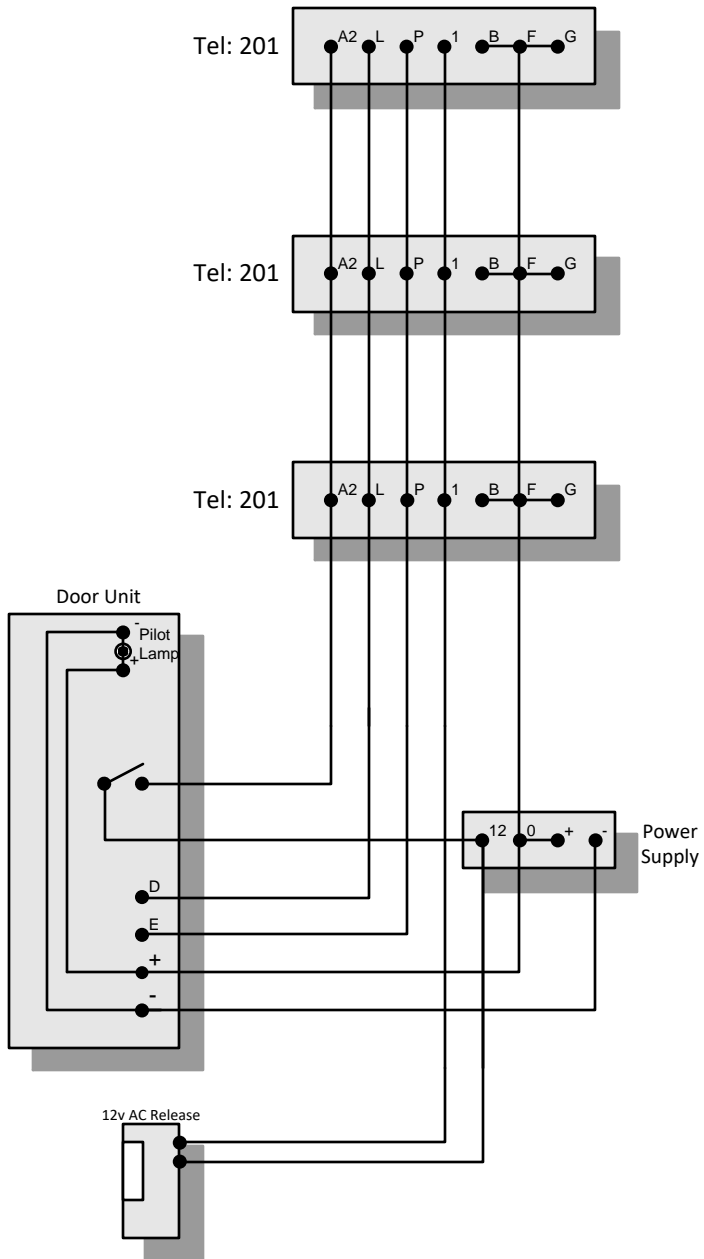 Tel: 201
A2 L P 1 B F G
Tel: 201
A2 L P 1 B F G
Tel: 201
A2 L P 1 B F G
Door Unit
-
Pilot
Lamp
+
12 0 + -
Power
Supply
D
E
+
-
12v AC Release